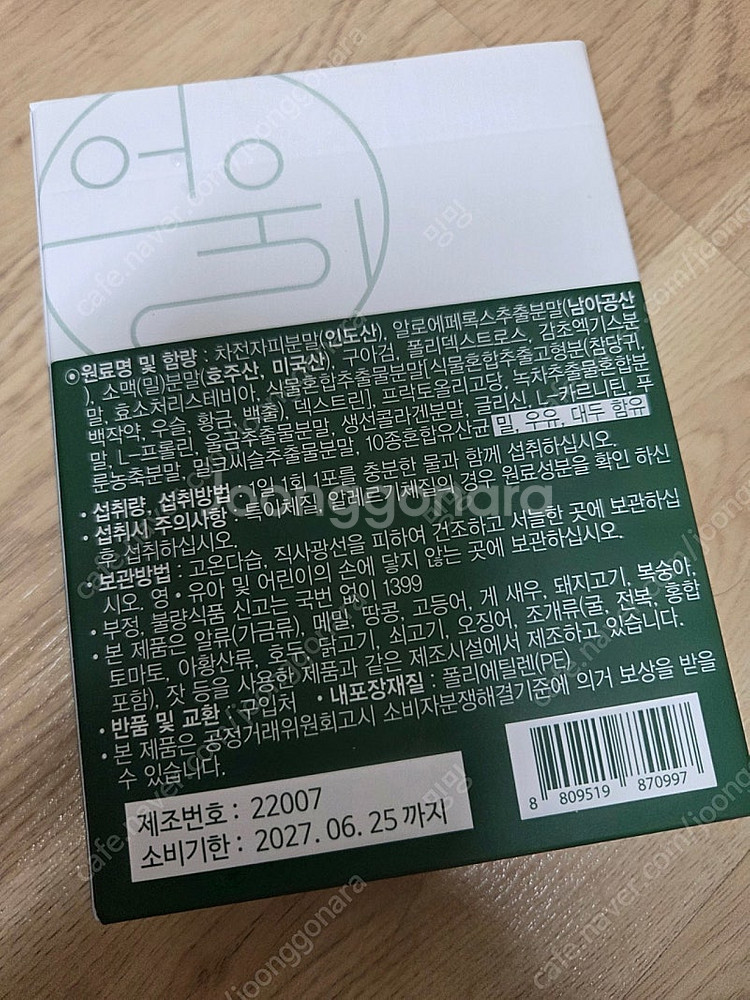 ◉원료명 및 함량 : 차전자피분말(인도산), 알로에페록스추출분말(남아공산
), 소맥(밀)분말(호주산, 미국산), 구아검, 폴리덱스트로스, 감초엑기스분
말, 효소처리스테비아, 식물혼합추출물분말[식물혼합추출고형분(참당귀,
백작약, 우슬, 황금, 백출), 덱스트린], 프락토올리고당, 녹차추출물혼합분
말, L-프롤린, 울금추출물분말, 생선콜라겐분말, 글리신, L-카르니틴, 푸
룬농축분말, 밀크씨슬추출물분말, 10종혼합유산균 밀, 우유, 대두 함유
• 섭취량, 섭취방법 : 1일 1회 1포를 충분한 물과 함께 섭취하십시오.
• 섭취시 주의사항 : 특이체질, 알레르기체질의 경우 원료성분을 확인 하신
후 섭취하십시오.
보관방법 : 고온다습, 직사광선을 피하여 건조하고 서늘한 곳에 보관하십
시오. 영 • 유아 및 어린이의 손에 닿지 않는 곳에 보관하십시오.
• 부정, 불량식품 신고는 국번 없이 1399
• 본 제품은 알류(가금류), 메밀, 땅콩, 고등어, 게 새우, 돼지고기, 복숭아,
토마토, 아황산류, 호두, 닭고기, 쇠고기, 오징어, 조개류(굴, 전복, 홍합
포함), 잣 등을 사용한 제품과 같은 제조시설에서 제조하고 있습니다.
• 반품 및 교환 : 구입처 • 내포장재질 : 폴리에틸렌(PE)
• 본 제품은 공정거래위원회고시 소비자분쟁해결기준에 의거 보상을 받을
수 있습니다.
제조번호 : 22007
소비기한 : 2027. 06. 25 까지
8 809519 870997
Joonggonara
cafe.naver.com/joonggonara
밍밍